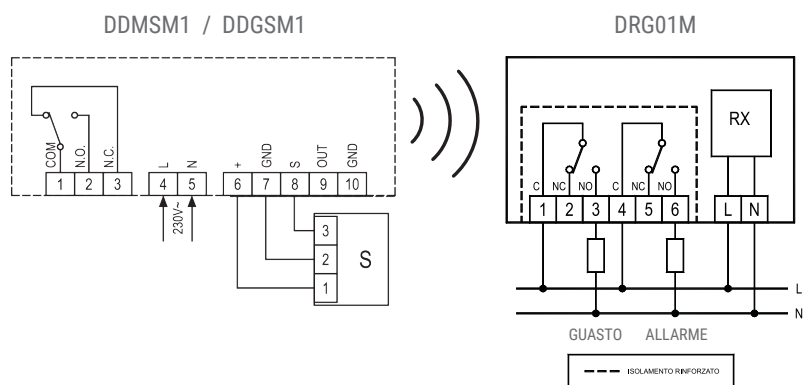 DDMSM1 / DDGSM1
DRG01M
COM
N.O.
N.C.
L
N
+
GND
S
OUT
GND
1 2 3 4 5 6 7 8 9 10
230V~
3
2
1
S
RX
C NC NO C NC NO
1 2 3 4 5 6 L N
L
N
GUASTO ALLARME
ISOLAMENTO RINFORZATO